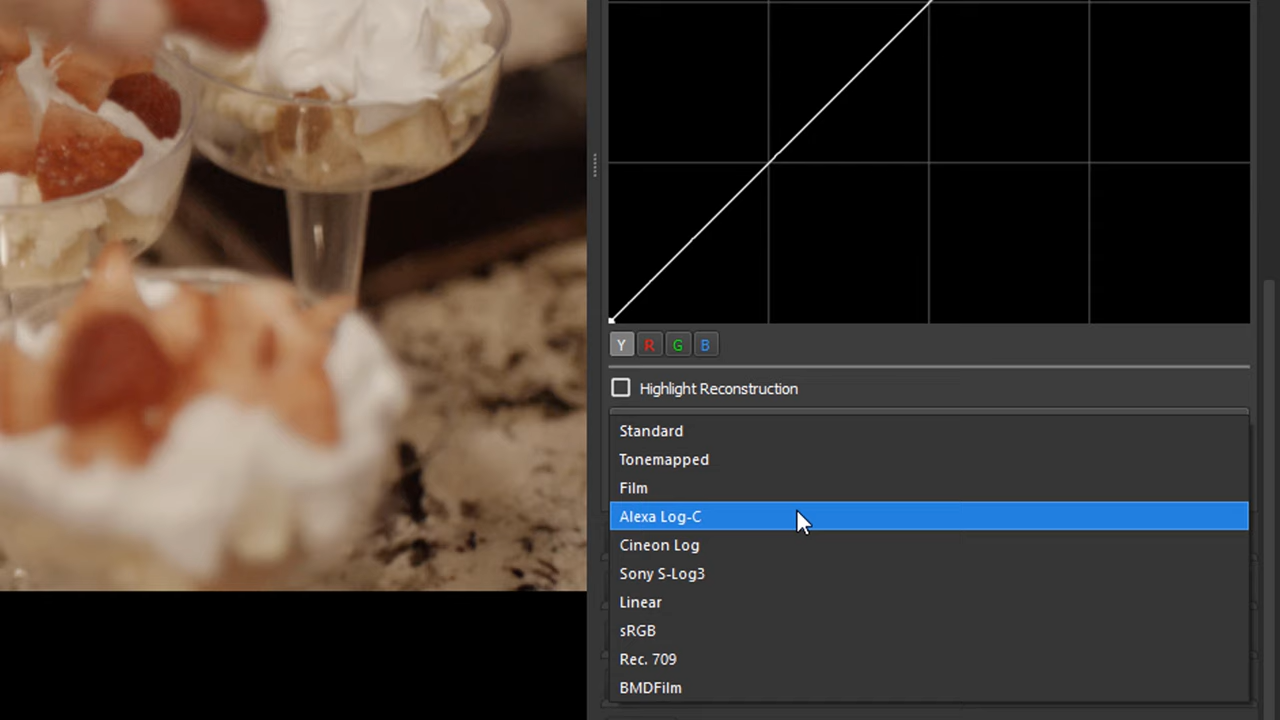 Y R G B
Highlight Reconstruction
Standard
Tonemapped
Film
Alexa Log-C
Cineon Log
Sony S-Log3
Linear
sRGB
Rec. 709
BMDFilm